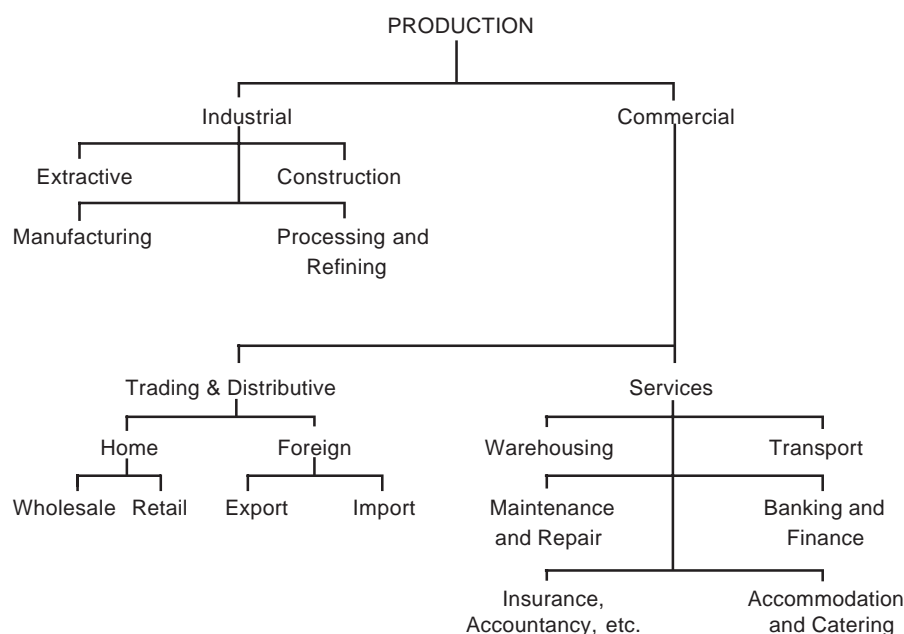 PRODUCTION
Industrial
Commercial
Extractive
Construction
Manufacturing
Processing and
Refining
Trading & Distributive
Services
Home
Foreign
Warehousing
Transport
Wholesale
Retail
Export
Import
Maintenance
and Repair
Banking and
Finance
Insurance,
Accountancy, etc.
Accommodation
and Catering